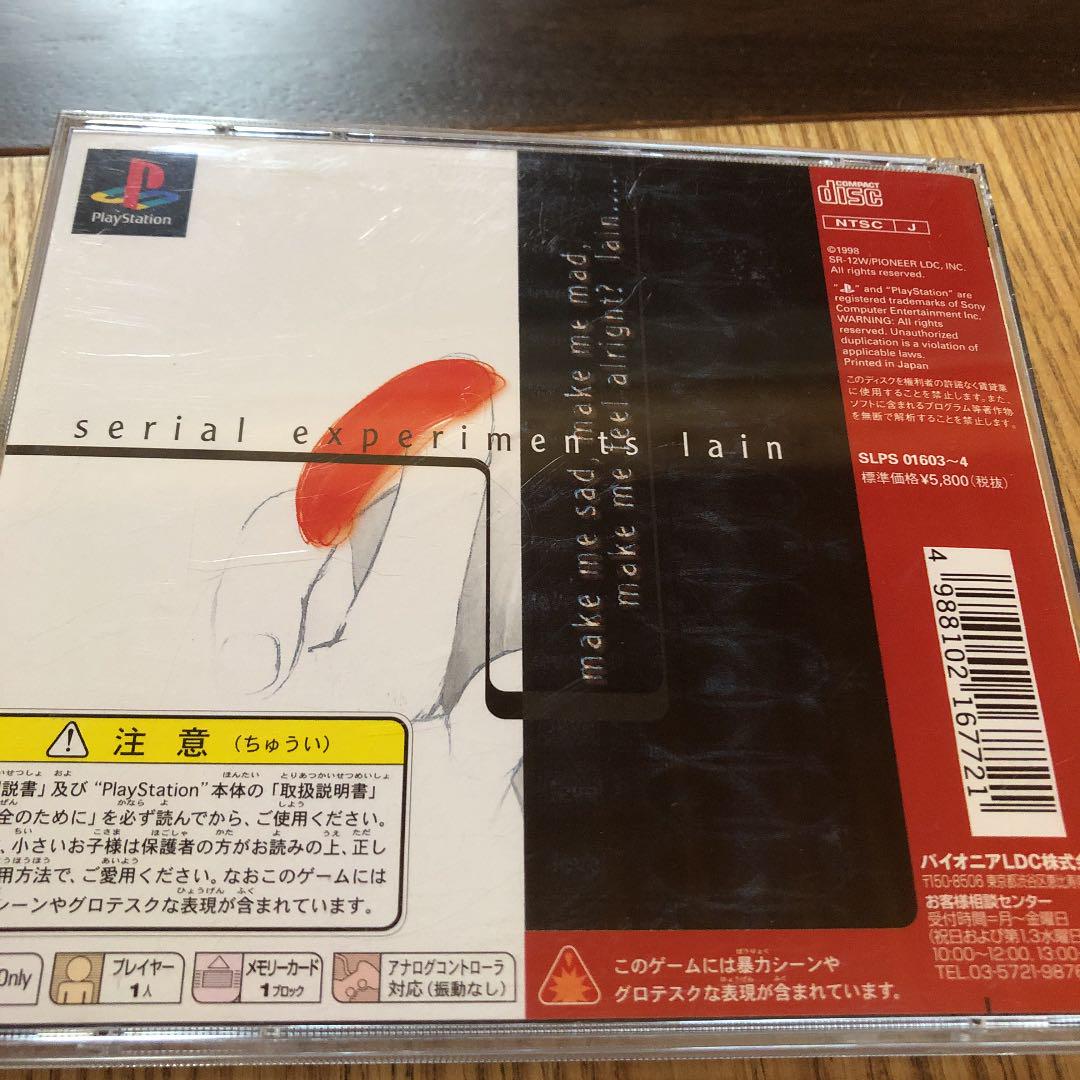 PlayStation
serial experiments lain
make me sad, make me mad,
make me feel alright? lain.....
COMPACT
disc
NTSC J
©1998
SR-12W/PIONEER LDC, INC.
All rights reserved.
" " and "PlayStation" are
registered trademarks of Sony
Computer Entertainment Inc.
WARNING: All rights
reserved. Unauthorized
duplication is a violation of
applicable laws.
Printed in Japan
このディスクを権利者の許諾なく賃貸業
に使用することを禁止します。また、
ソフトに含まれるプログラム等著作物
を無断で解析することを禁止します。
SLPS 01603~4
標準価格¥5,800(税抜)
4 988102 167721
パイオニアLDC株式
〒150-8506 東京都渋谷区恵比寿
お客様相談センター
受付時間=月~金曜日
(祝日および第1.3水曜日
10:00~12:00、13:00
TEL.03-5721-9876
注意(ちゅうい)
説書」及び"PlayStation"本体の「取扱説明書」
全のために」を必ず読んでから、ご使用ください。
、小さいお子様は保護者の方がお読みの上、正し
用方法で、ご愛用ください。なおこのゲームには
シーンやグロテスクな表現が含まれています。
Only
プレイヤー
1人
メモリーカード
1ブロック
アナログコントローラ
対応(振動なし)
このゲームには暴力シーンや
グロテスクな表現が含まれています。